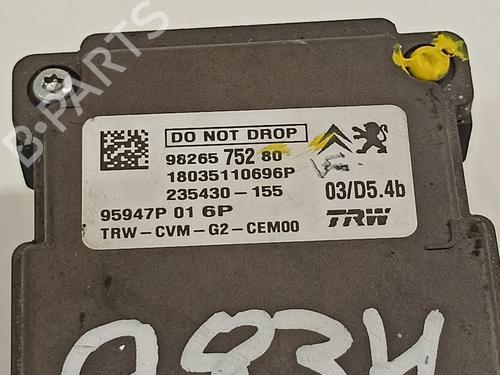 DO NOT DROP
98265 752 80
18035110696P
235430-155
03/D5.4b
95947P 01 6P
TRW
TRW-CVM-G2-CEM00
B-PARTS